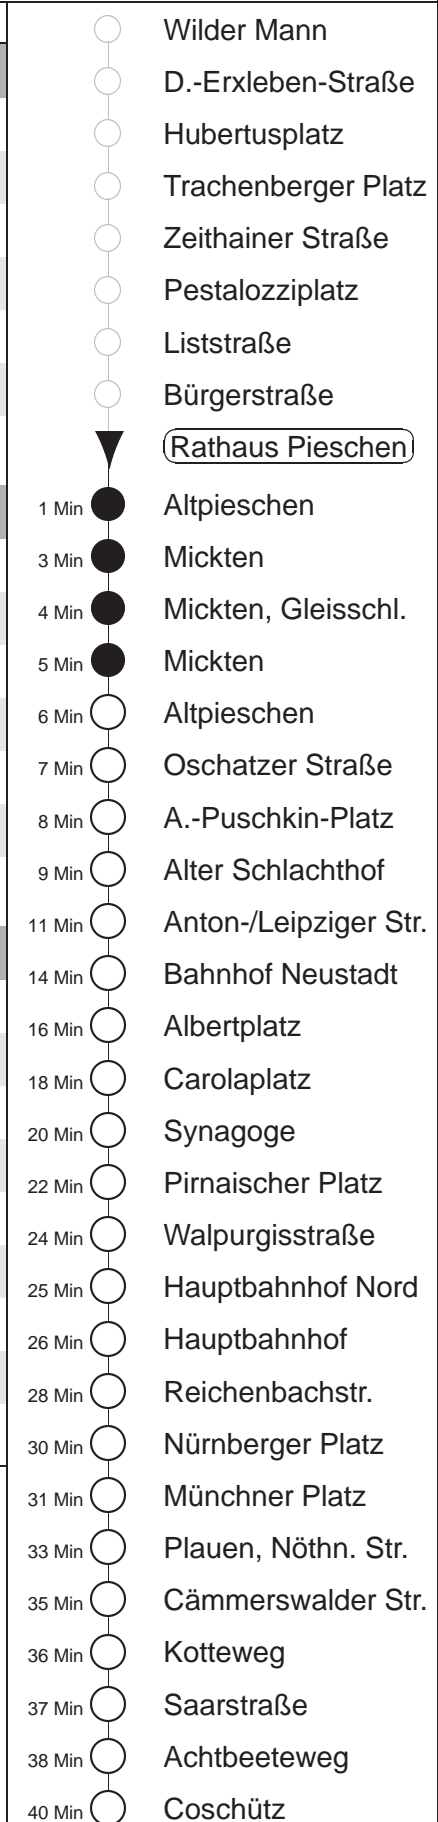 Wilder Mann
D.-Erxleben-Straße
Hubertusplatz
Trachenberger Platz
Zeithainer Straße
Pestalozziplatz
Liststraße
Bürgerstraße
Rathaus Pieschen
1 Min Altpieschen
3 Min Mickten
4 Min Mickten, Gleisschl.
5 Min Mickten
6 Min Altpieschen
7 Min Oschatzer Straße
8 Min A.-Puschkin-Platz
9 Min Alter Schlachthof
11 Min Anton-/Leipziger Str.
14 Min Bahnhof Neustadt
16 Min Albertplatz
18 Min Carolaplatz
20 Min Synagoge
22 Min Pirnaischer Platz
24 Min Walpurgisstraße
25 Min Hauptbahnhof Nord
26 Min Hauptbahnhof
28 Min Reichenbachstr.
30 Min Nürnberger Platz
31 Min Münchner Platz
33 Min Plauen, Nöthn. Str.
35 Min Cämmerswalder Str.
36 Min Kotteweg
37 Min Saarstraße
38 Min Achtbeeteweg
40 Min Coschütz